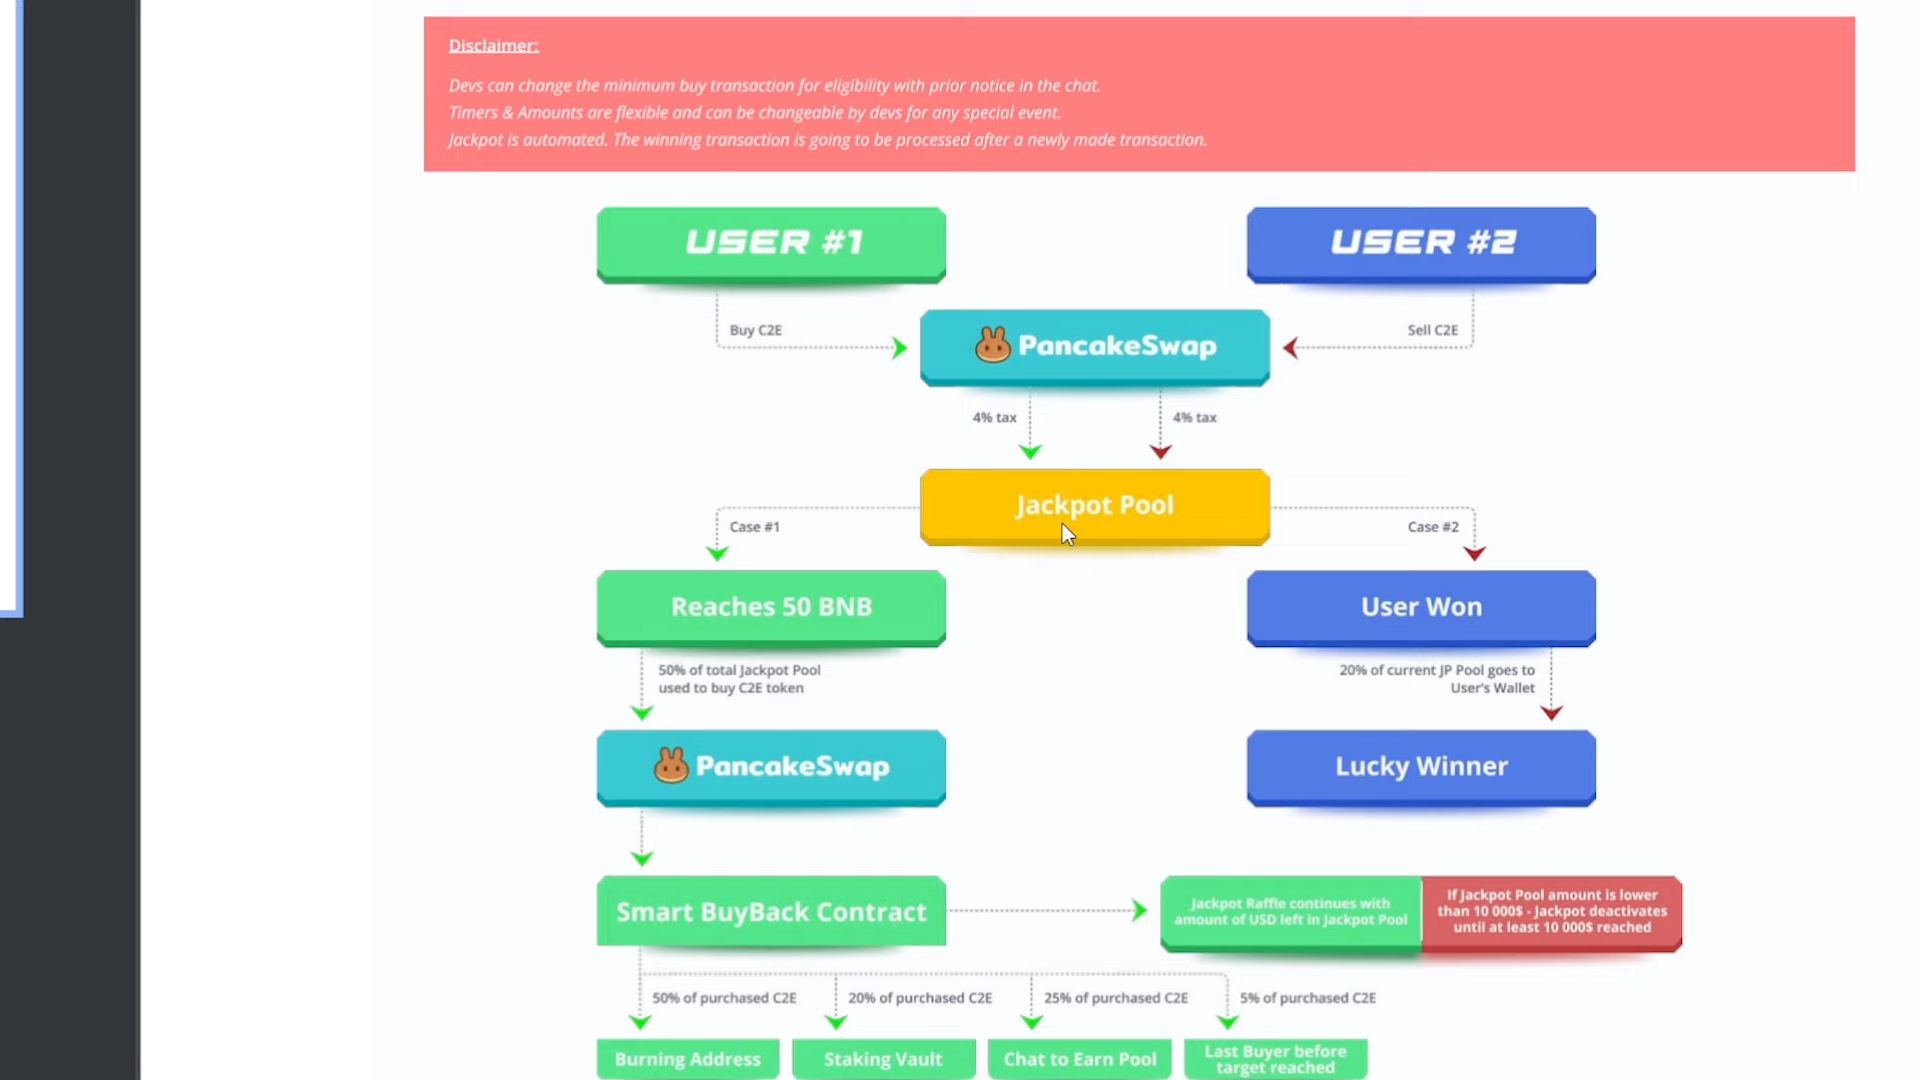 Disclaimer:
Devs can change the minimum buy transaction for eligibility with prior notice in the chat.
Timers & Amounts are flexible and can be changeable by devs for any special event.
Jackpot is automated. The winning transaction is going to be processed after a newly made transaction.
USER #1
USER #2
Buy C2E
Sell C2E
PancakeSwap
4% tax
4% tax
Jackpot Pool
Case #1
Case #2
Reaches 50 BNB
User Won
50% of total Jackpot Pool
used to buy C2E token
20% of current JP Pool goes to
User's Wallet
PancakeSwap
Lucky Winner
Smart BuyBack Contract
Jackpot Raffle continues with
amount of USD left in Jackpot Pool
If Jackpot Pool amount is lower
than 10 000$ - Jackpot deactivates
until at least 10 000$ reached
50% of purchased C2E
20% of purchased C2E
25% of purchased C2E
5% of purchased C2E
Burning Address
Staking Vault
Chat to Earn Pool
Last Buyer before
target reached